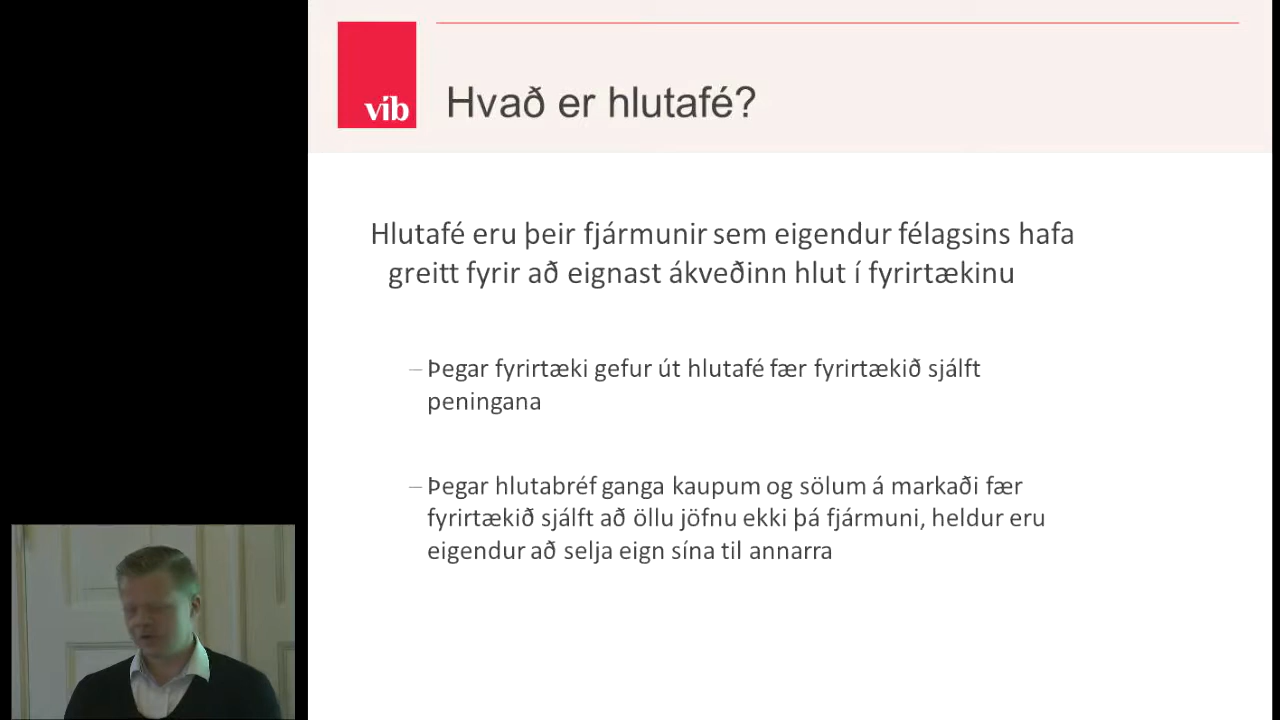 víb
Hvað er hlutafé?
Hlutafé eru þeir fjármunir sem eigendur félagsins hafa
greitt fyrir að eignast ákveðinn hlut í fyrirtækinu
– Þegar fyrirtæki gefur út hlutafé fær fyrirtækið sjálft
peningana
– Þegar hlutabréf ganga kaupum og sölum á markaði fær
fyrirtækið sjálft að öllu jöfnu ekki þá fjármuni, heldur eru
eigendur að selja eign sína til annarra